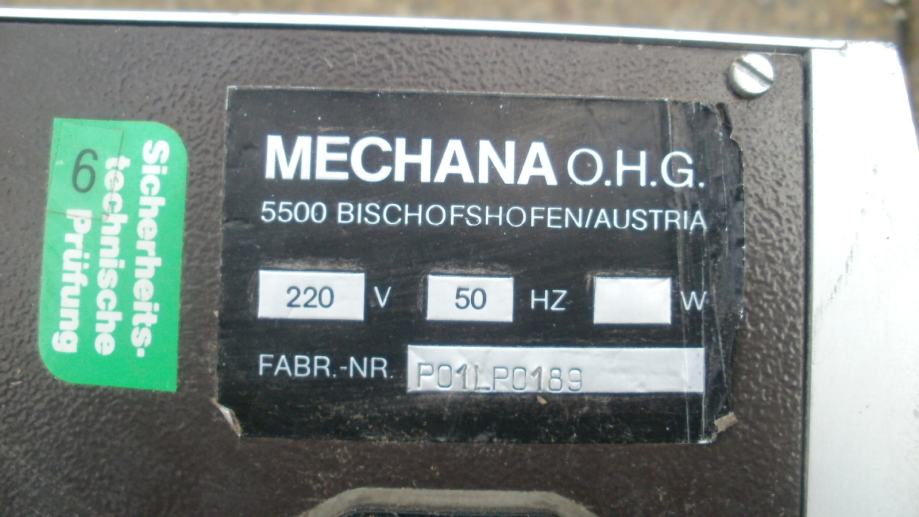 MECHANA O.H.G.
5500 BISCHOFSHOFEN/AUSTRIA
220 V 50 HZ W
FABR.-NR. P01LP0189
Sicherheits-
technische
Prüfung
6